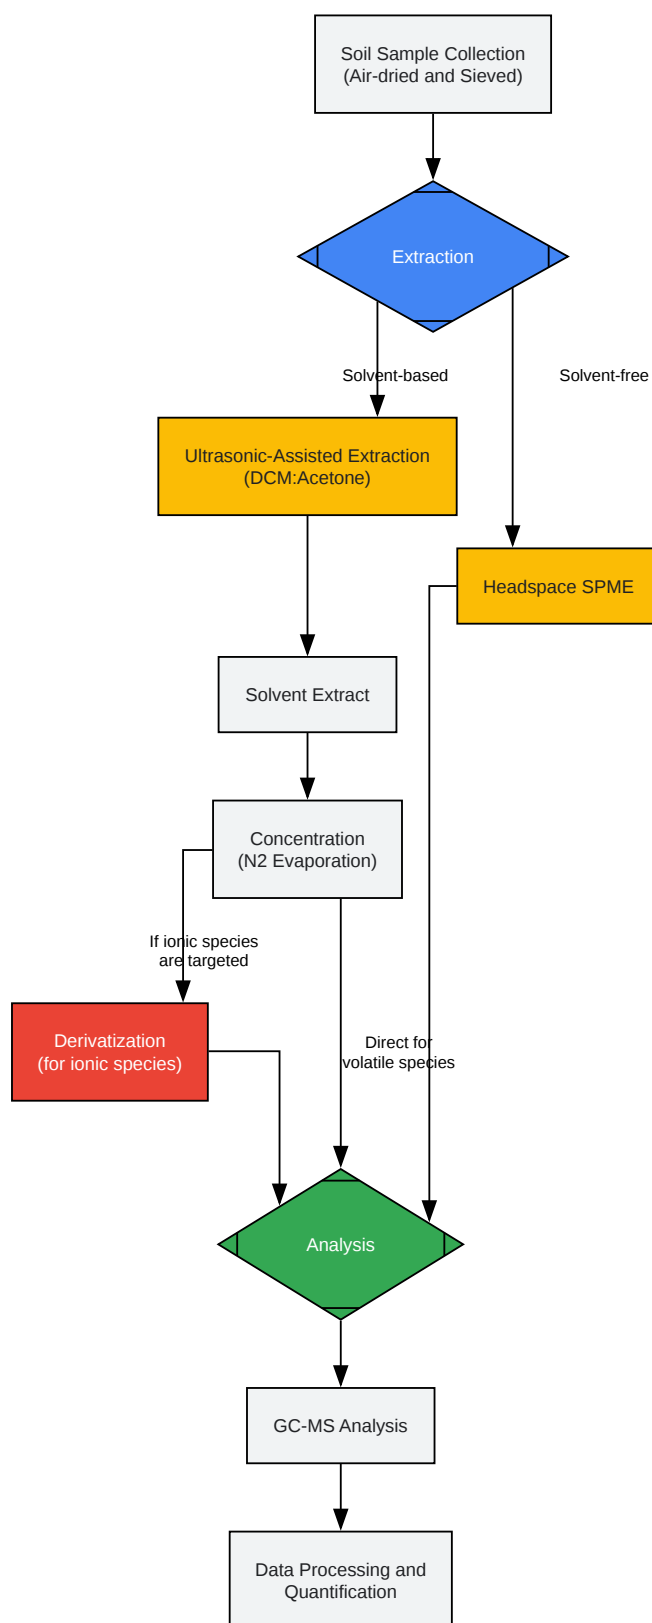 Soil Sample Collection
(Air-dried and Sieved)
Extraction
Solvent-based
Solvent-free
Ultrasonic-Assisted Extraction
(DCM:Acetone)
Headspace SPME
Solvent Extract
Concentration
(N2 Evaporation)
If ionic species
are targeted
Derivatization
(for ionic species)
Direct for
volatile species
Analysis
GC-MS Analysis
Data Processing and
Quantification